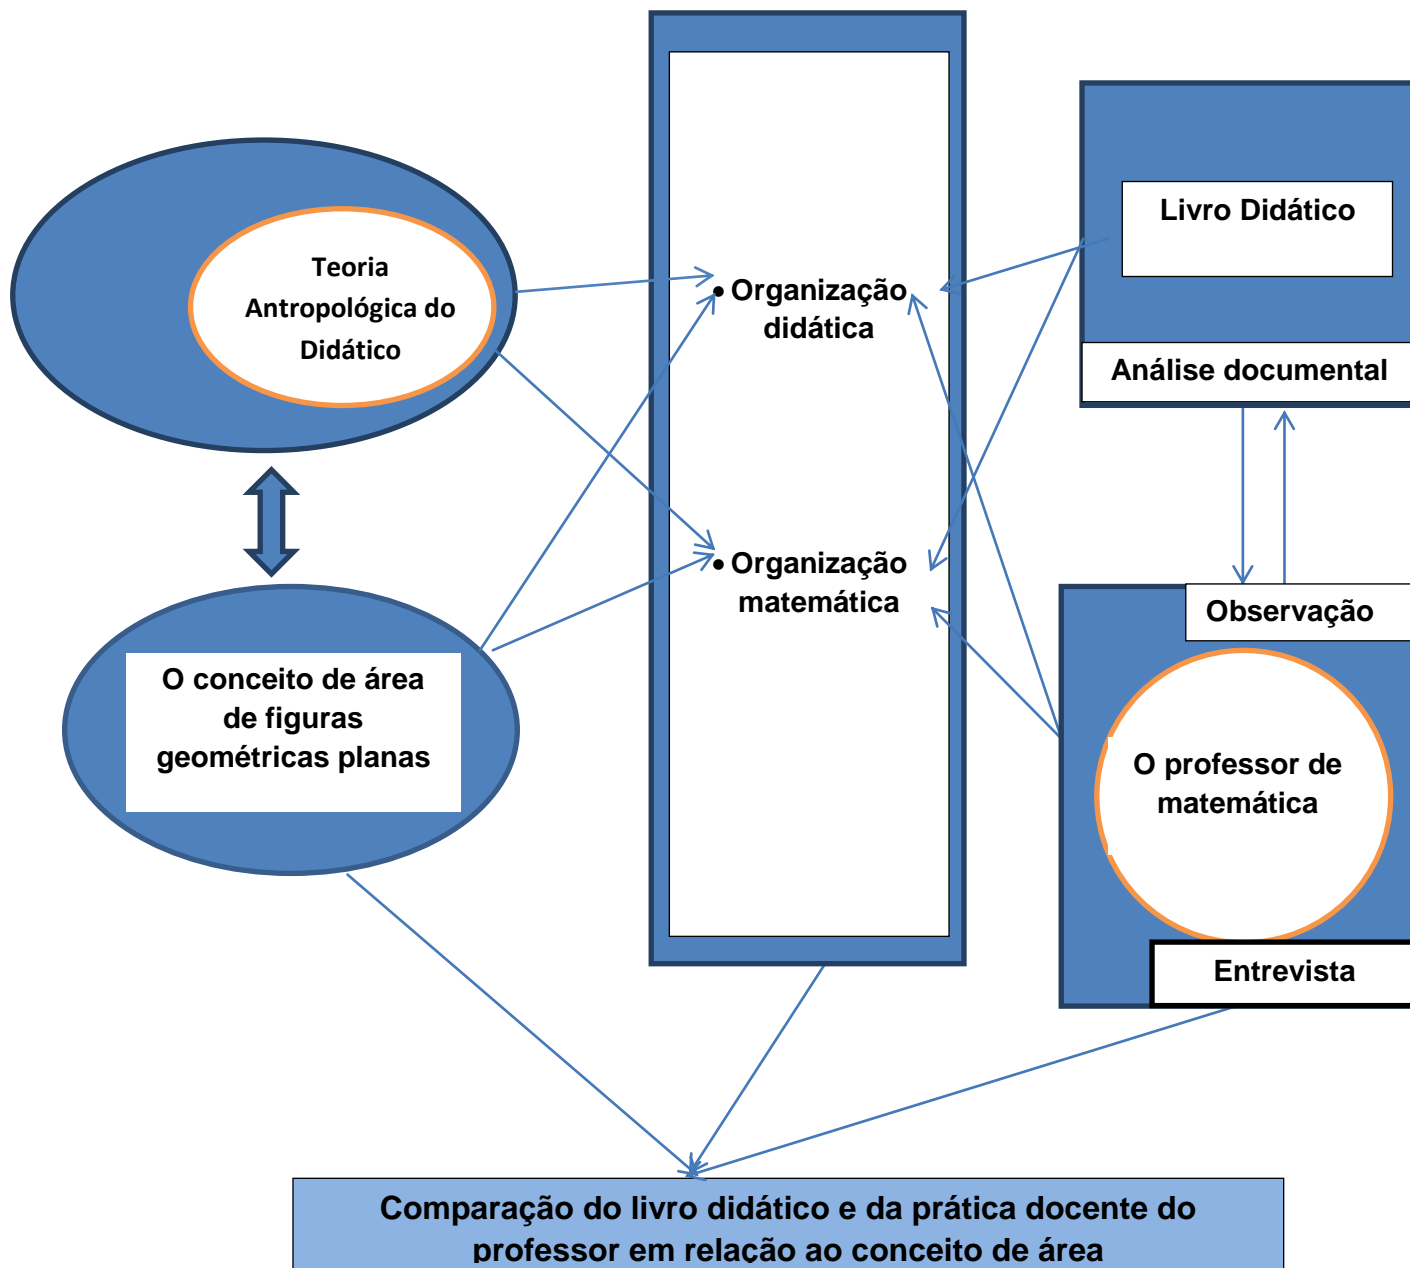 Teoria
Antropológica do
Didático
O conceito de área
de figuras
geométricas planas
• Organização
didática
• Organização
matemática
Livro Didático
Análise documental
Observação
O professor de
matemática
Entrevista
Comparação do livro didático e da prática docente do
professor em relação ao conceito de área